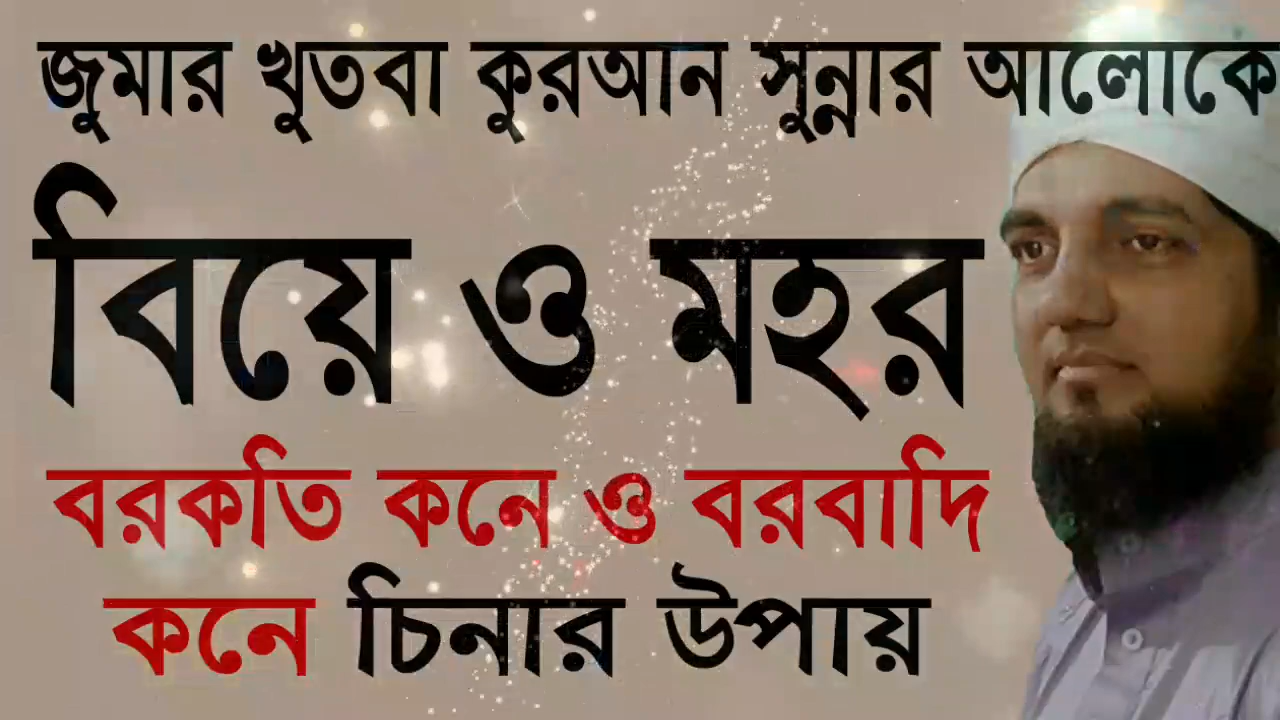 জুমার খুতবা কুরআন সুন্নার আলোকে
বিয়ে ও মহর
বরকতি কনে ও বরবাদি
কনে চিনার উপায়